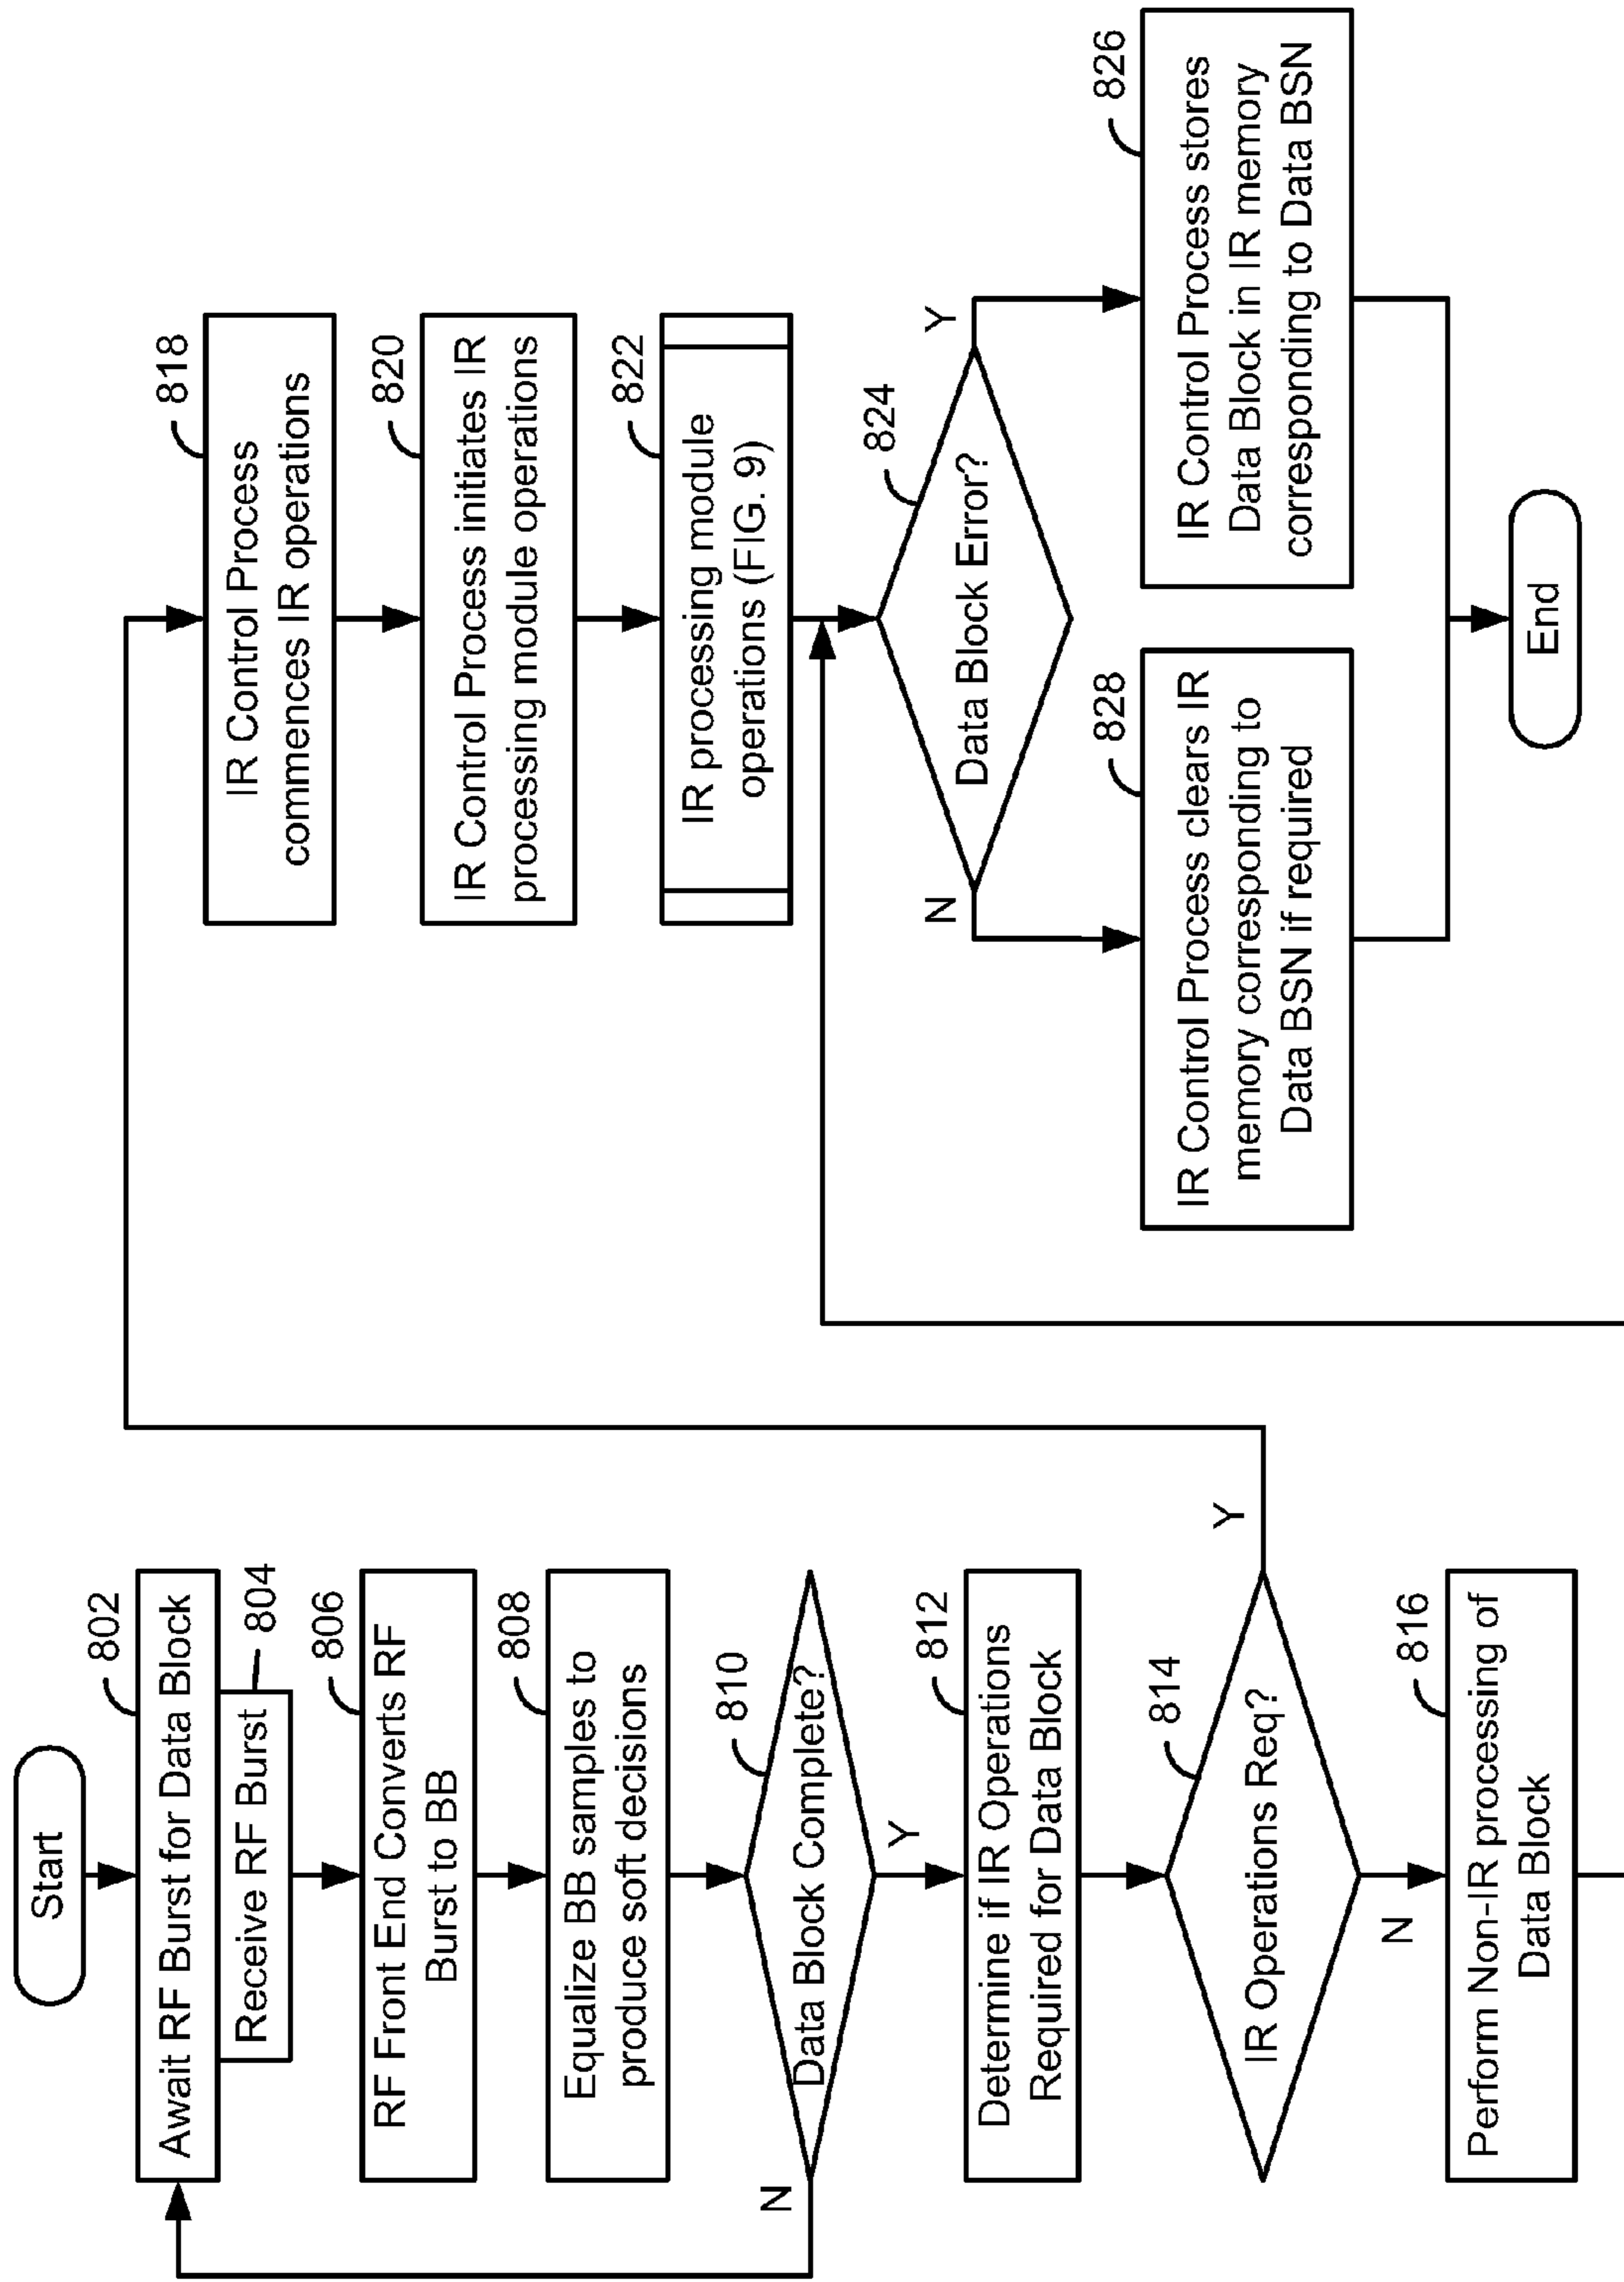 Start
802
Await RF Burst for Data Block
804
Receive RF Burst
806
RF Front End Converts RF
Burst to BB
808
Equalize BB samples to
produce soft decisions
810
Data Block Complete?
N
Y
812
Determine if IR Operations
Required for Data Block
814
IR Operations Req?
Y
N
816
Perform Non-IR processing of
Data Block
818
IR Control Process
commences IR operations
820
IR Control Process initiates IR
processing module operations
822
IR processing module
operations (FIG. 9)
824
Data Block Error?
N
Y
828
IR Control Process clears IR
memory corresponding to
Data BSN if required
826
IR Control Process stores
Data Block in IR memory
corresponding to Data BSN
End